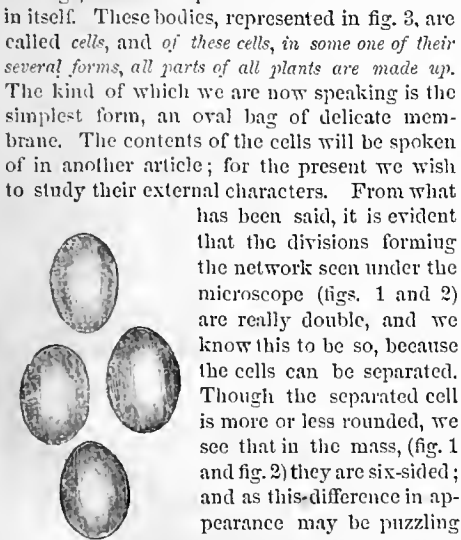 in itself. These bodies, represented in fig. 3, are
called cells, and of these cells, in some one of their
several forms, all parts of all plants are made up.
The kind of which we are now speaking is the
simplest form, an oval bag of delicate mem-
brane. The contents of the cells will be spoken
of in another article; for the present we wish
to study their external characters. From what
has been said, it is evident
that the divisions forming
the network seen under the
microscope (figs. 1 and 2)
are really double, and we
know this to be so, because
the cells can be separated.
Though the separated cell
is more or less rounded, we
see that in the mass, (fig. 1
and fig. 2) they are six-sided;
and as this difference in ap-
pearance may be puzzling